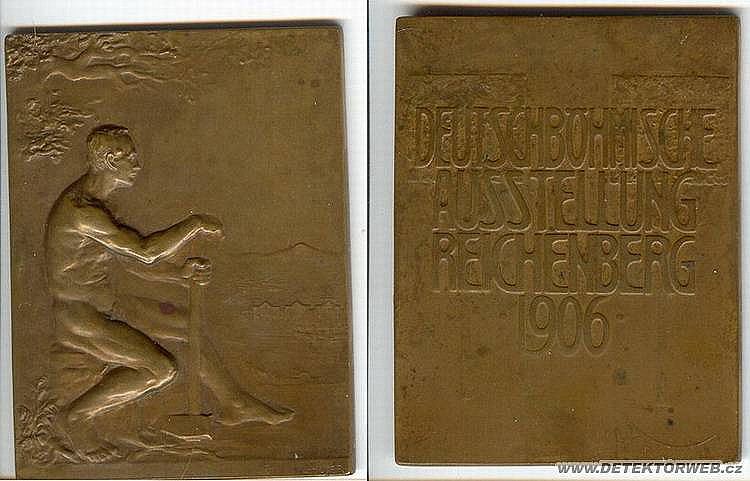 DEUTSCHBÖHMISCHE
AUSSTELLUNG
REICHENBERG
1906
www.DETEKTORWEB.cz